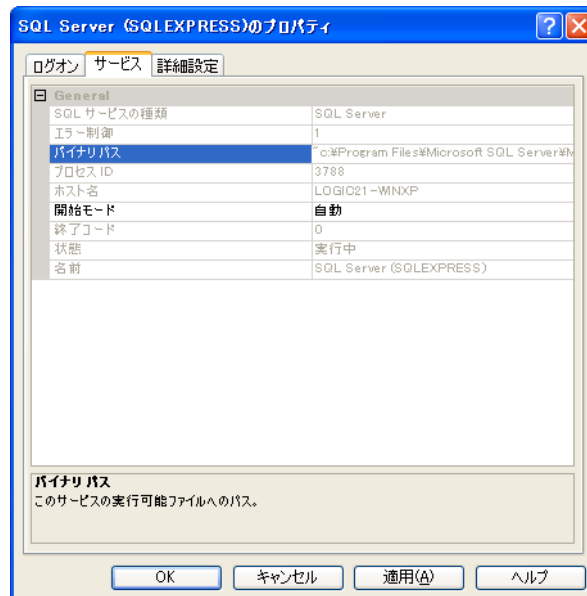 SQL Server (SQLEXPRESS)のプロパティ
ログオン サービス 詳細設定
General
SQL サービスの種類 SQL Server
エラー制御 1
バイナリ パス "c:¥Program Files¥Microsoft SQL Server¥M
プロセス ID 3788
ホスト名 LOGIC21-WINXP
開始モード 自動
終了コード 0
状態 実行中
名前 SQL Server (SQLEXPRESS)
バイナリ パス
このサービスの実行可能ファイルへのパス。
OK キャンセル 適用(A) ヘルプ